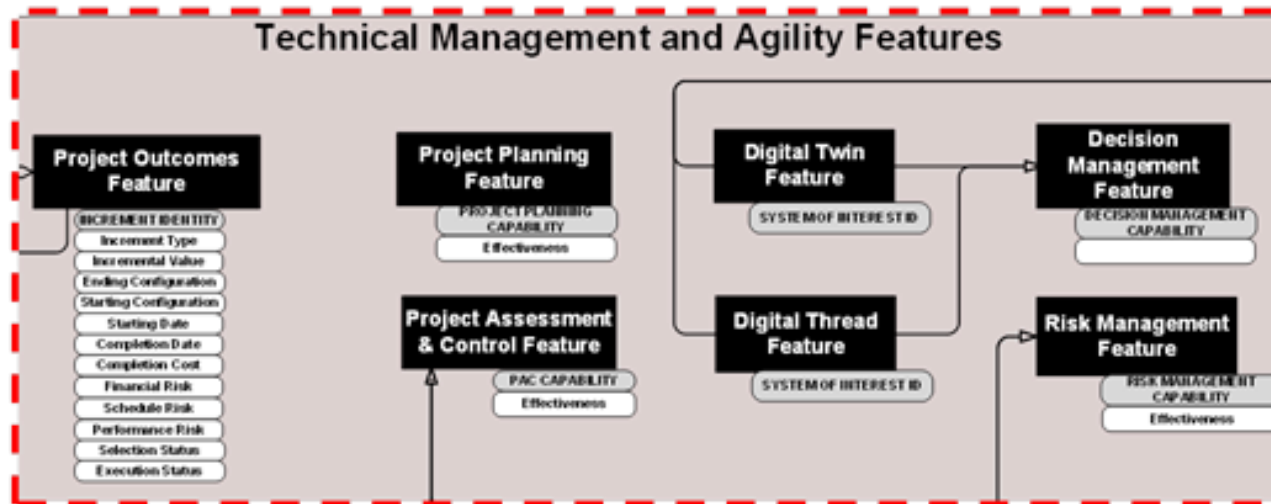 Technical Management and Agility Features
Project Outcomes
Feature
INCREMENT IDENTITY
Increment Type
Incremental Value
Ending Configuration
Starting Configuration
Starting Date
Completion Date
Completion Cost
Financial Risk
Schedule Risk
Performance Risk
Selection Status
Execution Status
Project Planning
Feature
PROJECT PLANNING
CAPABILITY
Effectiveness
Project Assessment
& Control Feature
PAC CAPABILITY
Effectiveness
Digital Twin
Feature
SYSTEM OF INTEREST ID
Digital Thread
Feature
SYSTEM OF INTEREST ID
Decision
Management
Feature
DECISION MANAGEMENT
CAPABILITY
Risk Management
Feature
RISK MANAGEMENT
CAPABILITY
Effectiveness